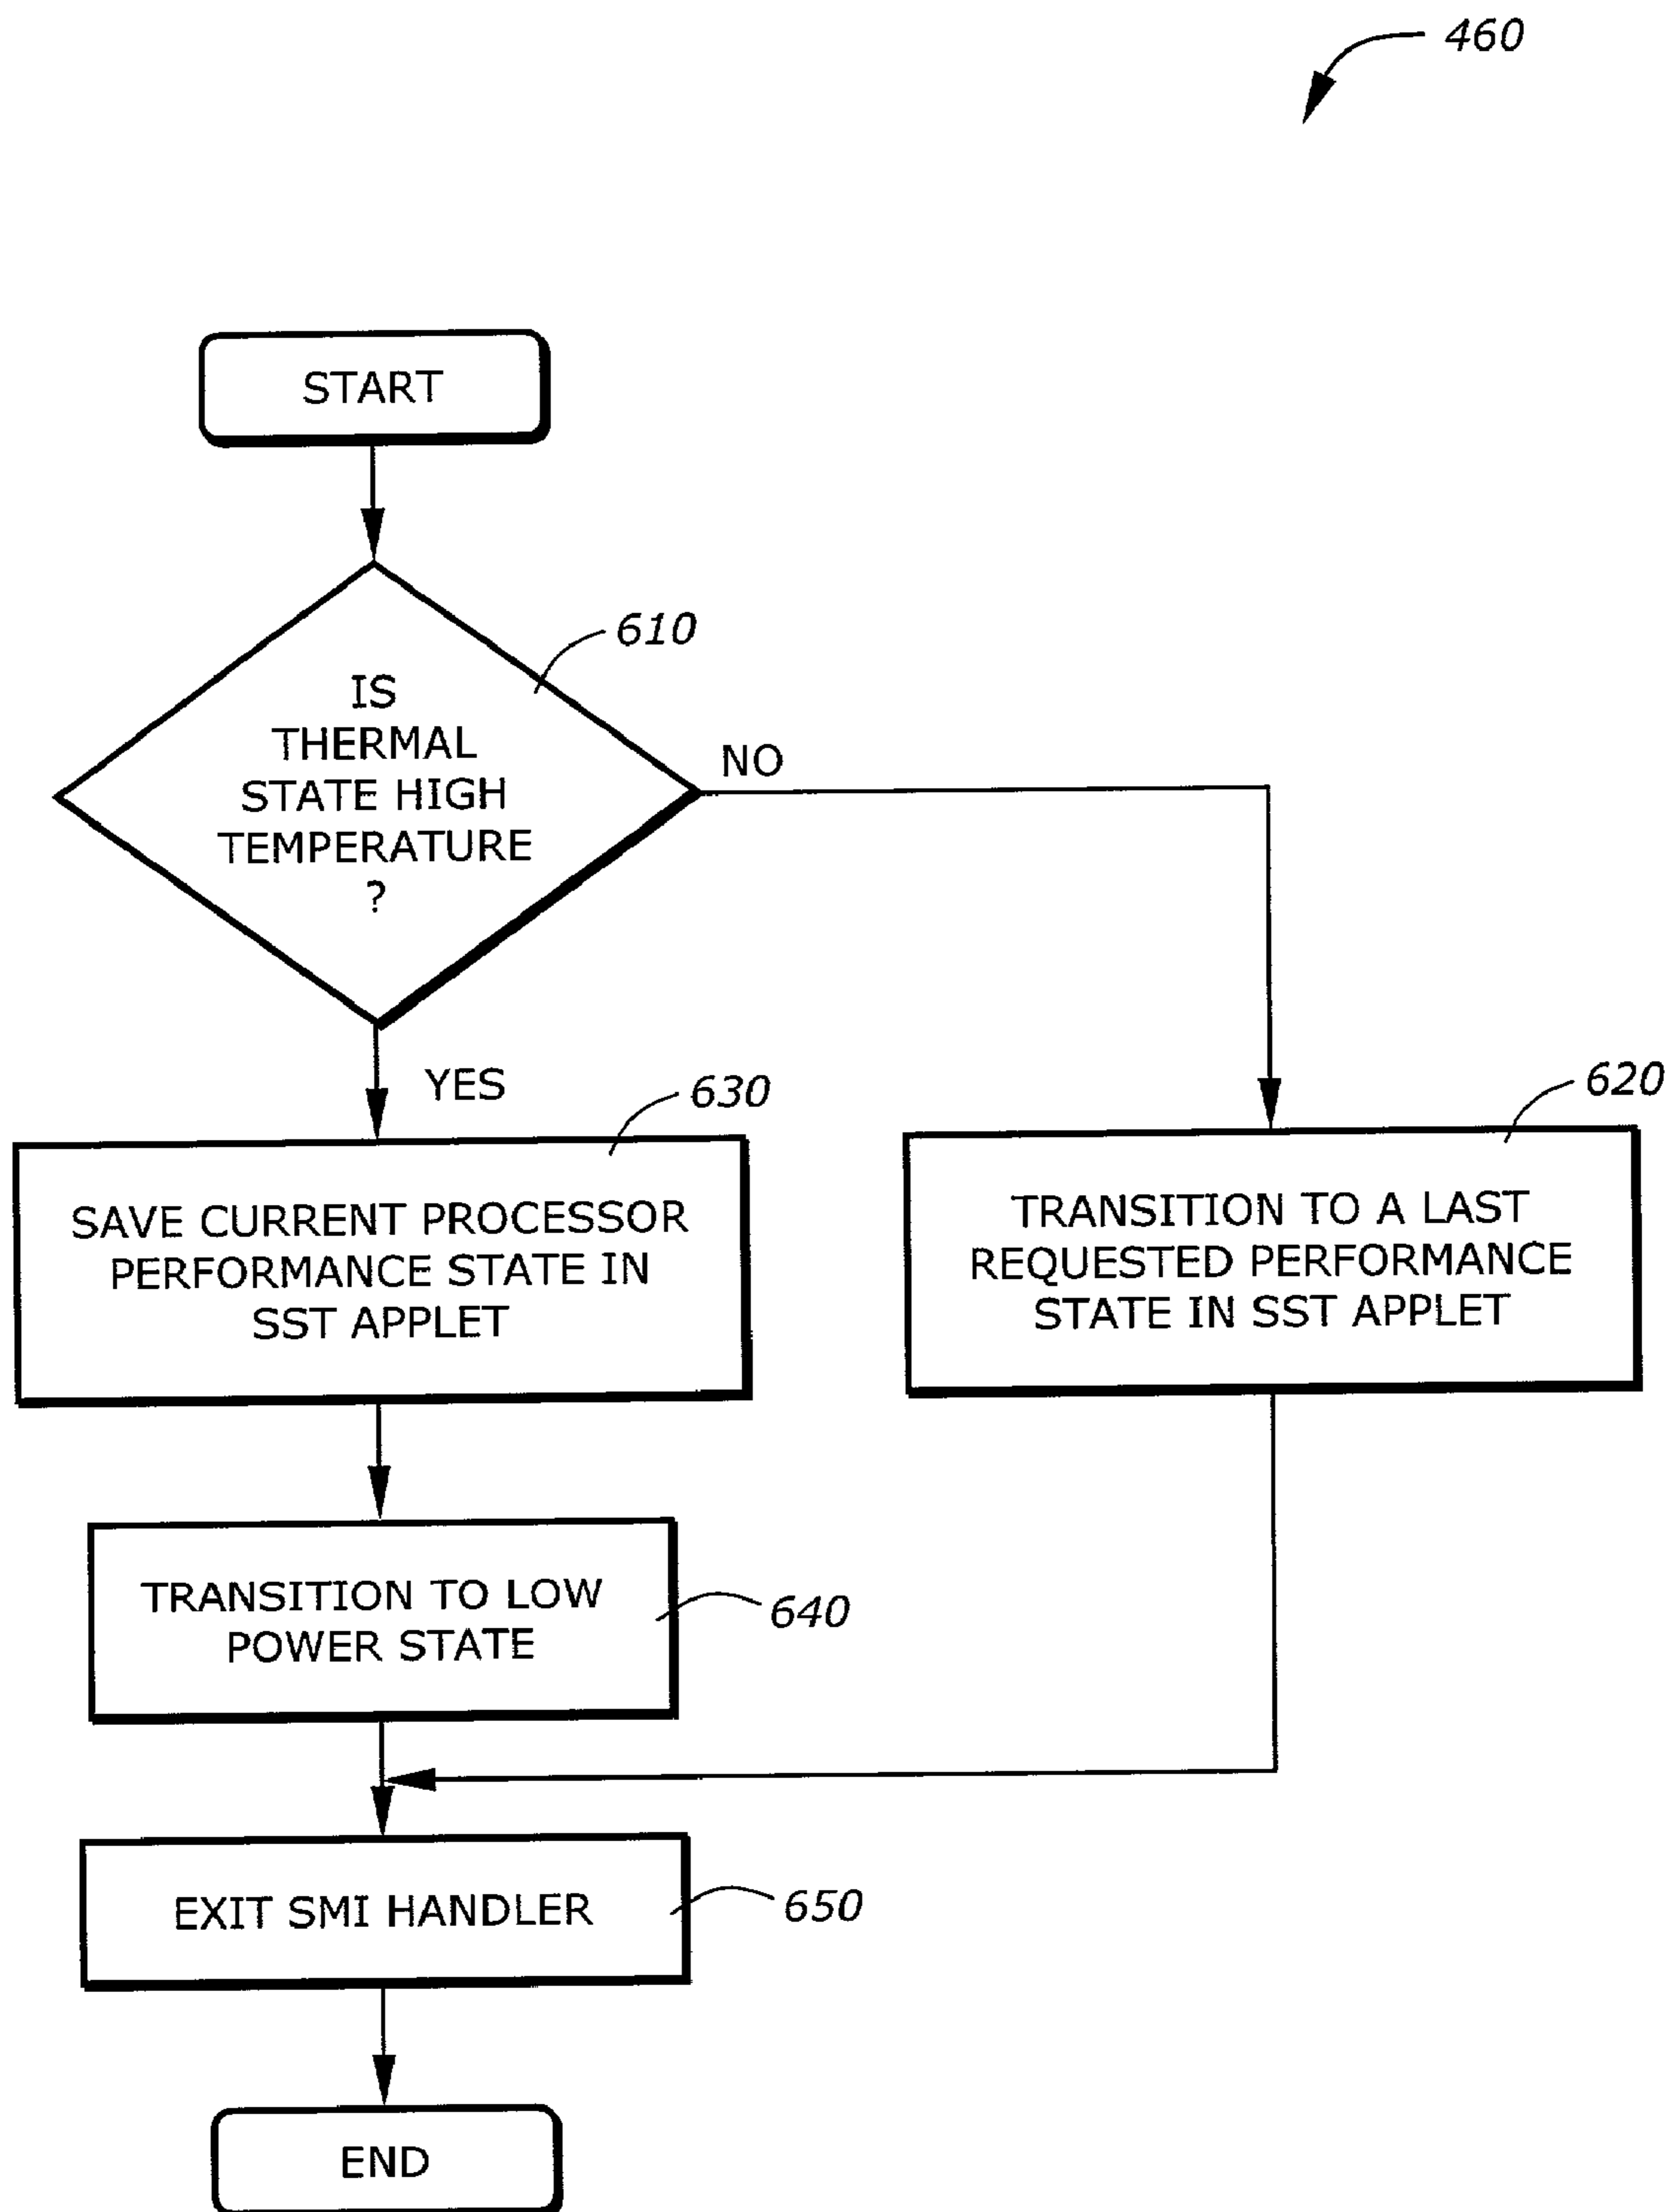 460
START
610
IS
THERMAL
STATE HIGH
TEMPERATURE
?
NO
YES
630
SAVE CURRENT PROCESSOR
PERFORMANCE STATE IN
SST APPLET
620
TRANSITION TO A LAST
REQUESTED PERFORMANCE
STATE IN SST APPLET
TRANSITION TO LOW
POWER STATE
640
EXIT SMI HANDLER
650
END